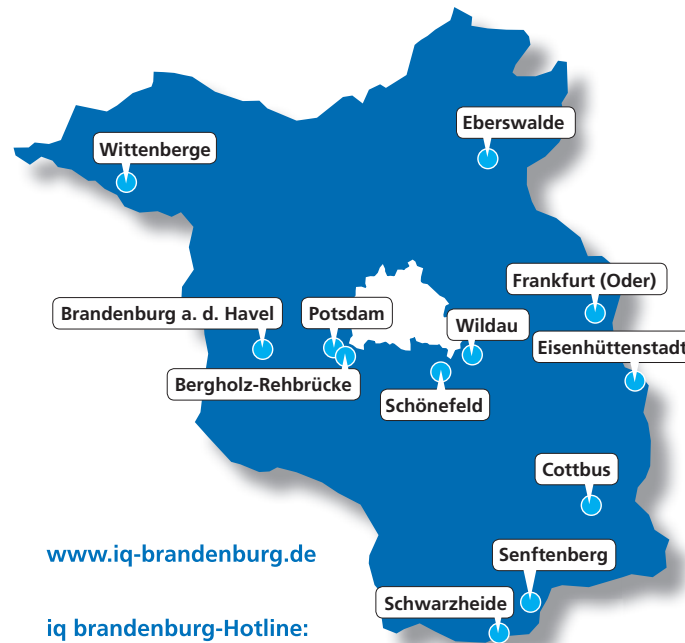 Eberswalde
Wittenberge
Frankfurt (Oder)
Brandenburg a. d. Havel
Potsdam
Wildau
Eisenhüttenstadt
Bergholz-Rehbrücke
Schönefeld
Cottbus
www.iq-brandenburg.de
Senftenberg
Schwarzheide
iq brandenburg-Hotline: